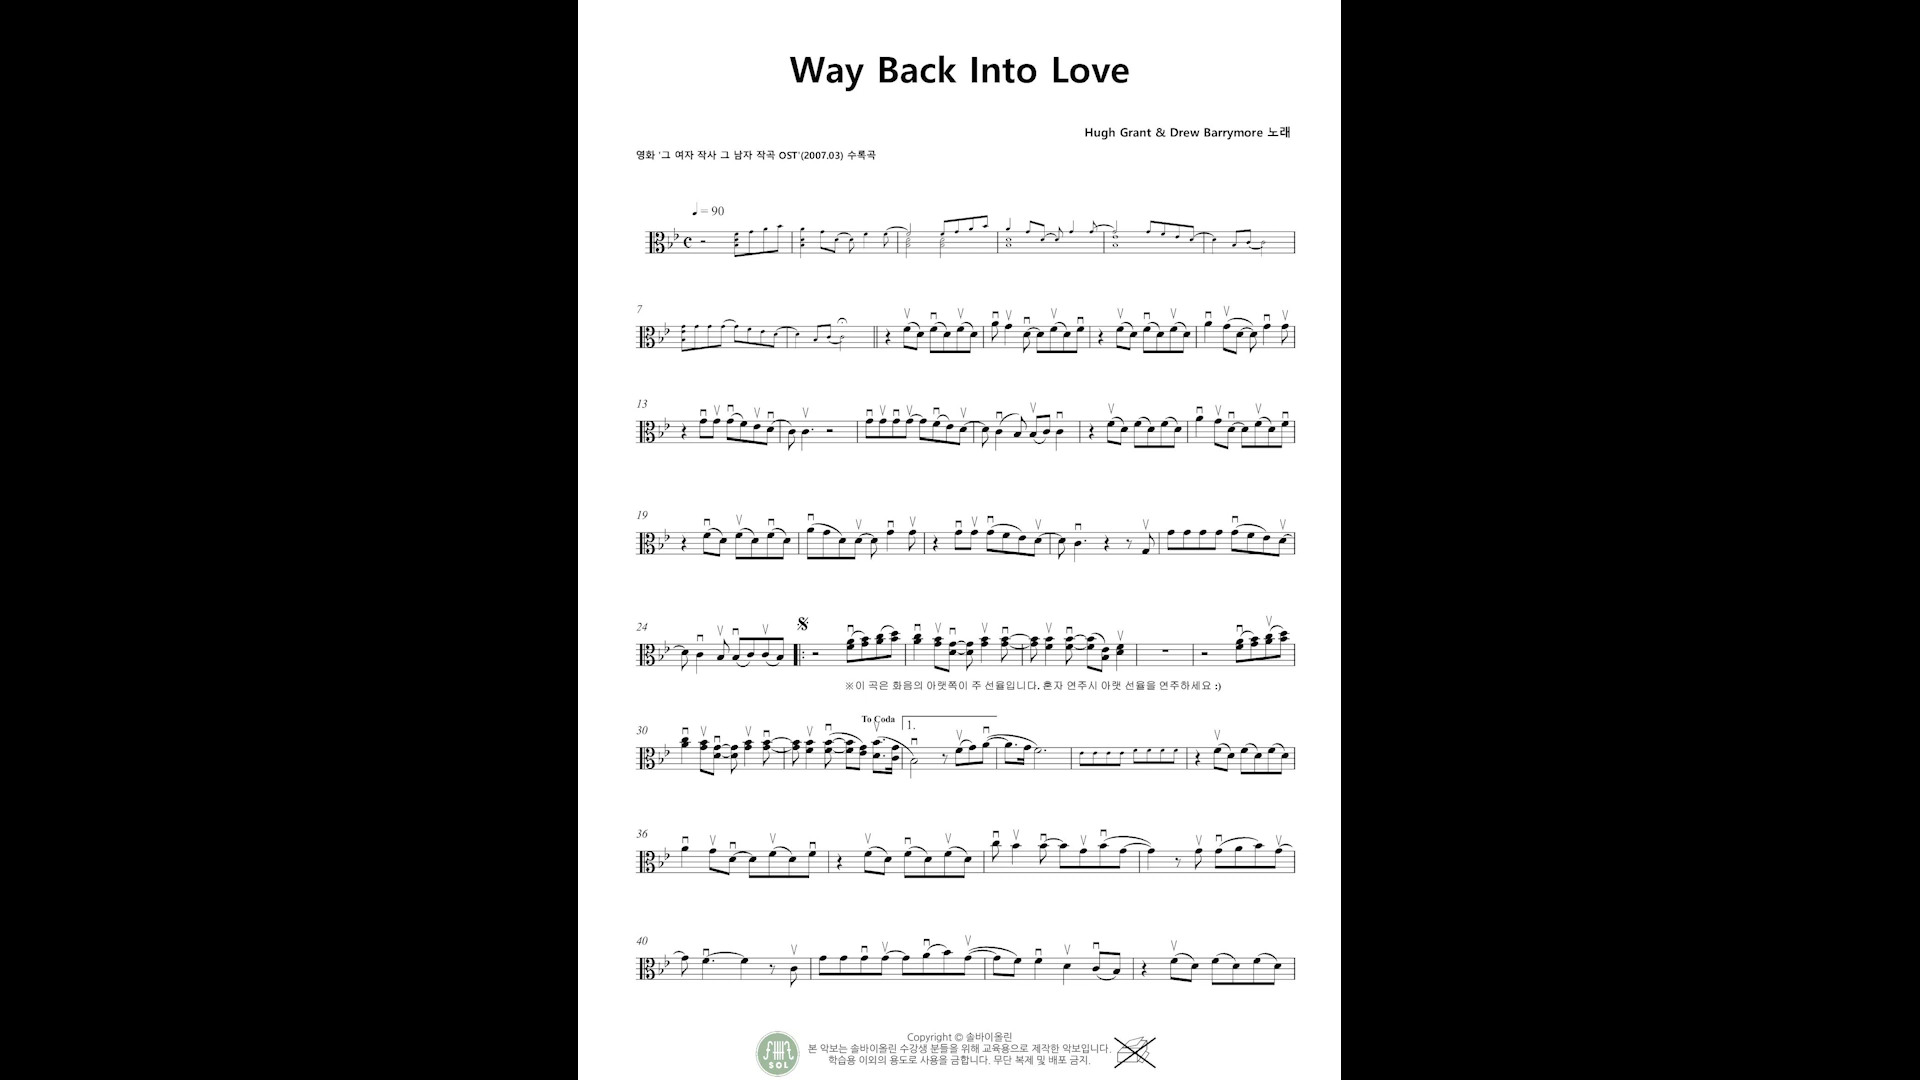 Way Back Into Love
Hugh Grant & Drew Barrymore 노래
영화 '그 여자 작사 그 남자 작곡 OST'(2007.03) 수록곡
= 90
7
13
19
24
※이 곡은 화음의 아랫쪽이 주 선율입니다. 혼자 연주시 아랫 선율을 연주하세요 :)
30
To Coda
1.
36
40
SOL
Copyright © 솔바이올린
본 악보는 솔바이올린 수강생 분들을 위해 교육용으로 제작한 악보입니다.
학습용 이외의 용도로 사용을 금합니다. 무단 복제 및 배포 금지.